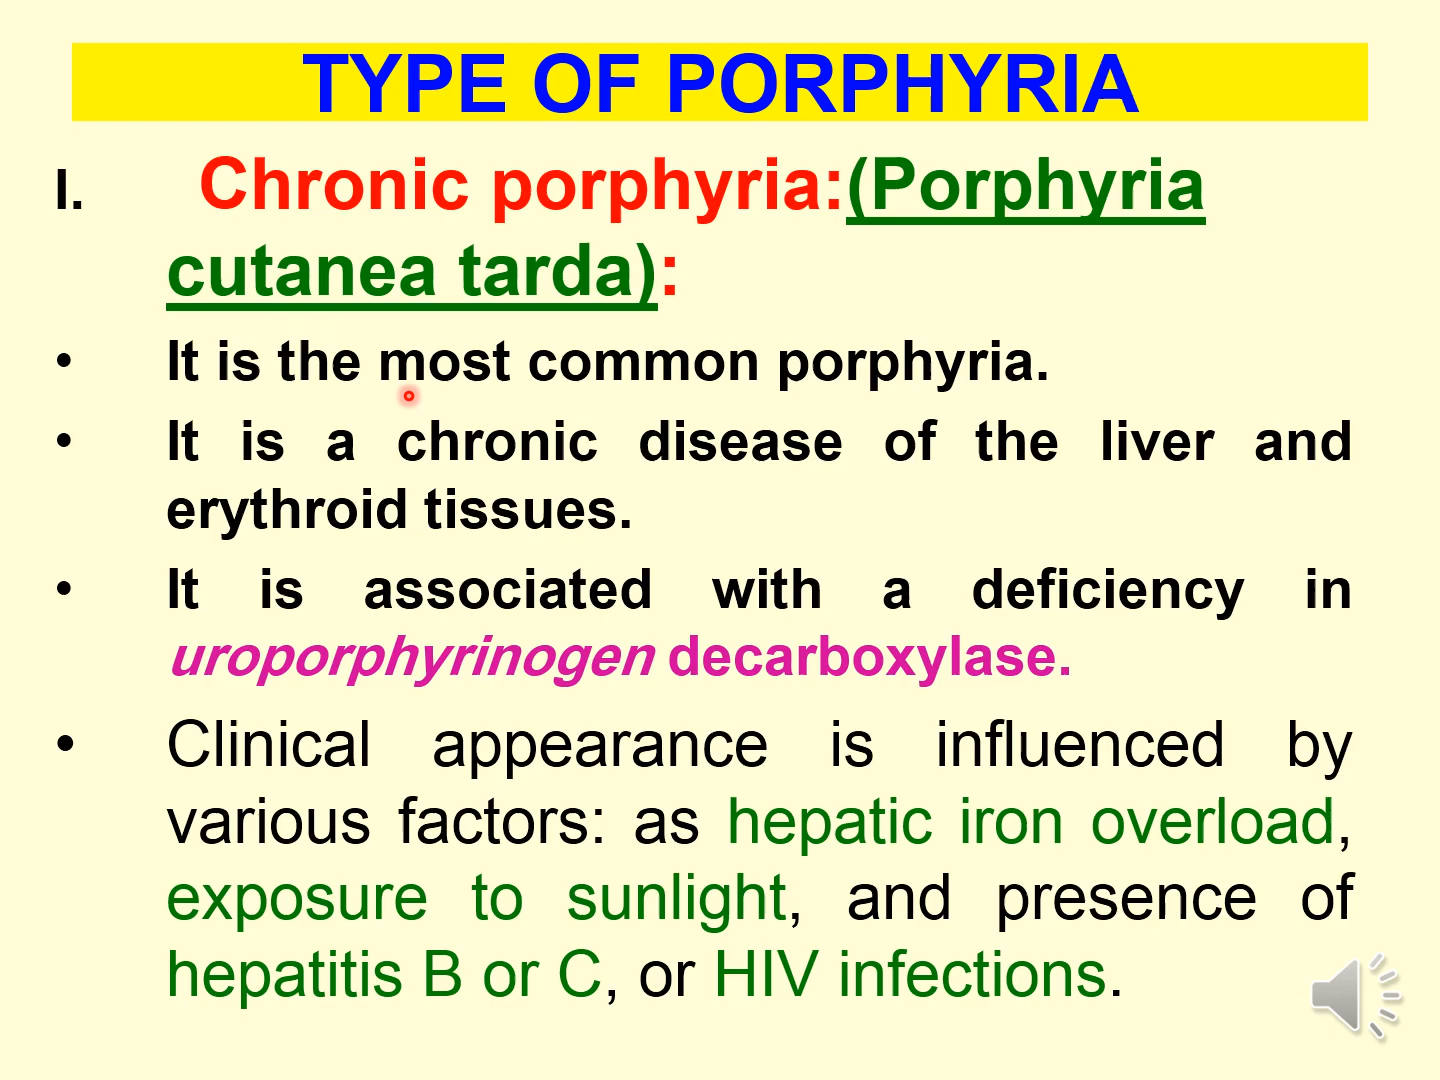 TYPE OF PORPHYRIA
I. Chronic porphyria:(Porphyria
cutanea tarda):
• It is the most common porphyria.
• It is a chronic disease of the liver and
erythroid tissues.
• It is associated with a deficiency in
uroporphyrinogen decarboxylase.
• Clinical appearance is influenced by
various factors: as hepatic iron overload,
exposure to sunlight, and presence of
hepatitis B or C, or HIV infections.